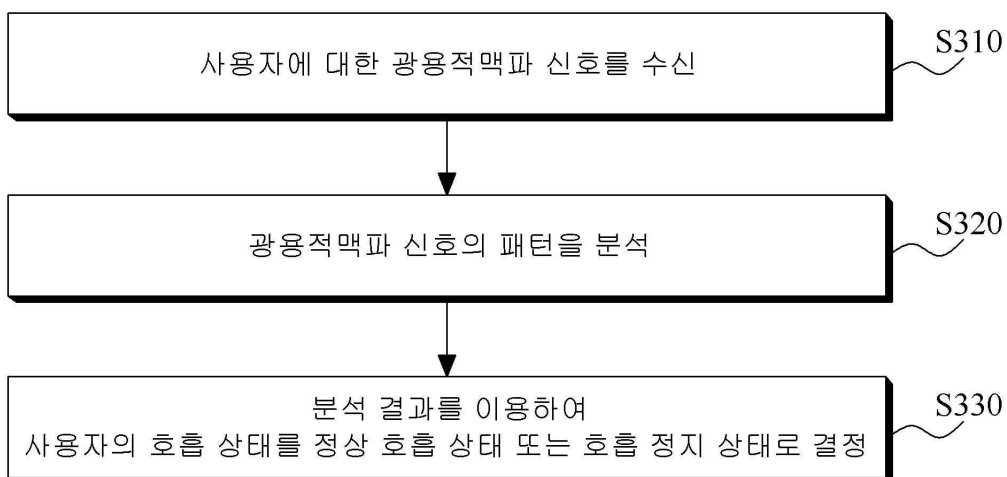 사용자에 대한 광용적맥파 신호를 수신
S310
광용적맥파 신호의 패턴을 분석
S320
분석 결과를 이용하여
사용자의 호흡 상태를 정상 호흡 상태 또는 호흡 정지 상태로 결정
S330